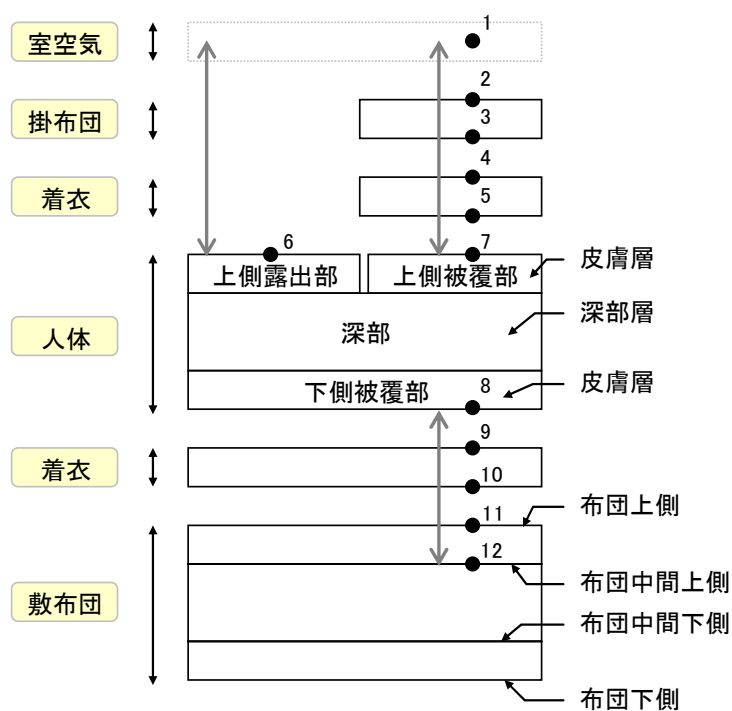 室空気
1
2
掛布団
3
4
着衣
5
6
7
上側露出部
上側被覆部
皮膚層
人体
深部
深部層
下側被覆部
8
皮膚層
9
着衣
10
11
布団上側
12
布団中間上側
敷布団
布団中間下側
布団下側